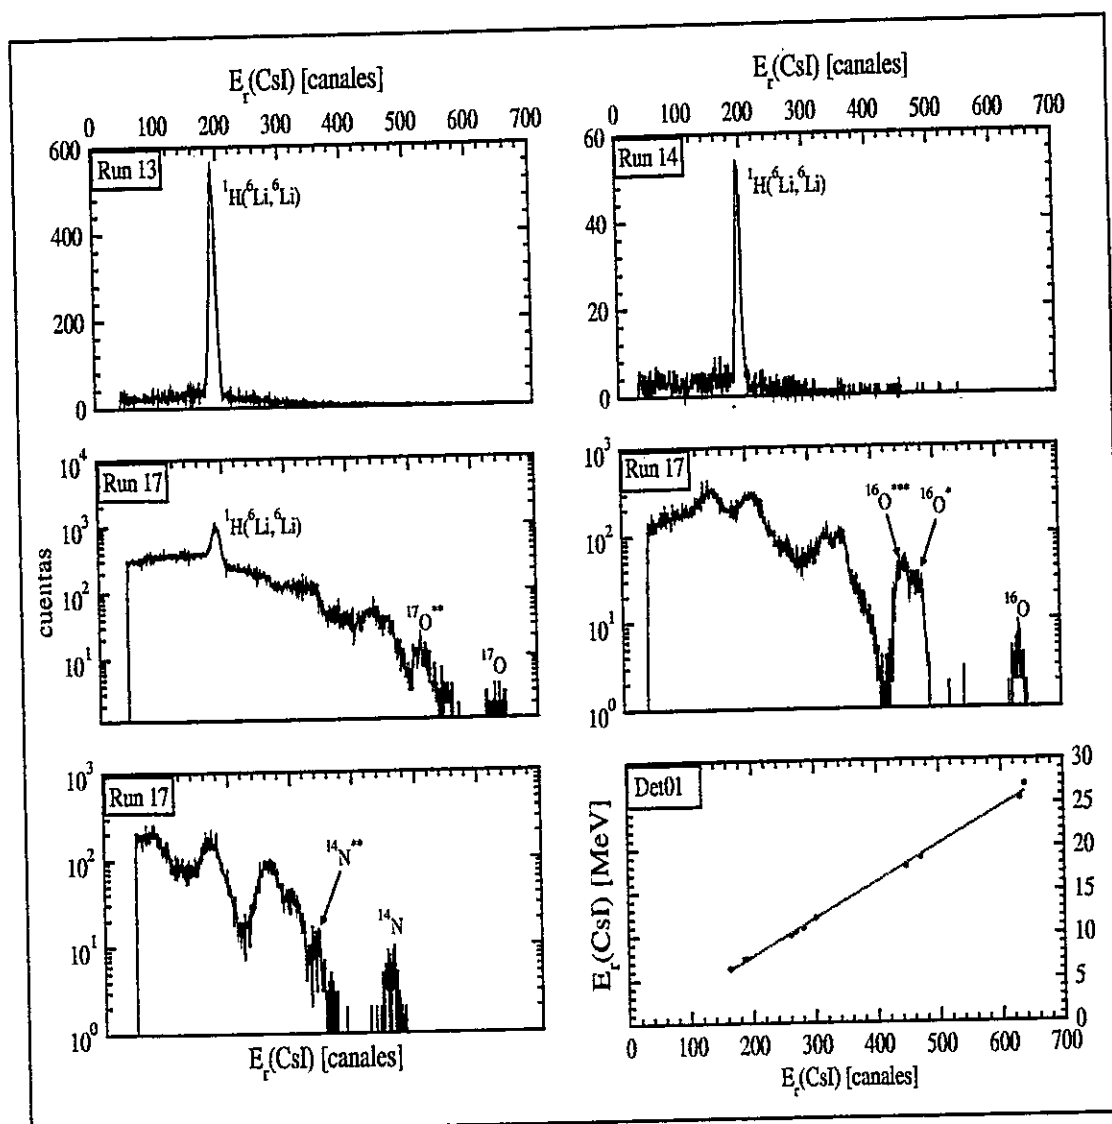 E_r(CsI) [canales]
0 100 200 300 400 500 600 700
600
400
200
0
Run 13
¹H(⁶Li,⁶Li)
E_r(CsI) [canales]
0 100 200 300 400 500 600 700
60
40
20
0
Run 14
¹H(⁶Li,⁶Li)
cuentas
10⁴
10³
10²
10¹
Run 17
¹H(⁶Li,⁶Li)
¹⁷O**
¹⁷O
10³
10²
10¹
10⁰
Run 17
¹⁶O***
¹⁶O*
¹⁶O
10³
10²
10¹
10⁰
Run 17
¹⁴N**
¹⁴N
E_r(CsI) [canales]
Det01
E_r(CsI) [MeV]
30
25
20
15
10
5
0
0 100 200 300 400 500 600 700
E_r(CsI) [canales]